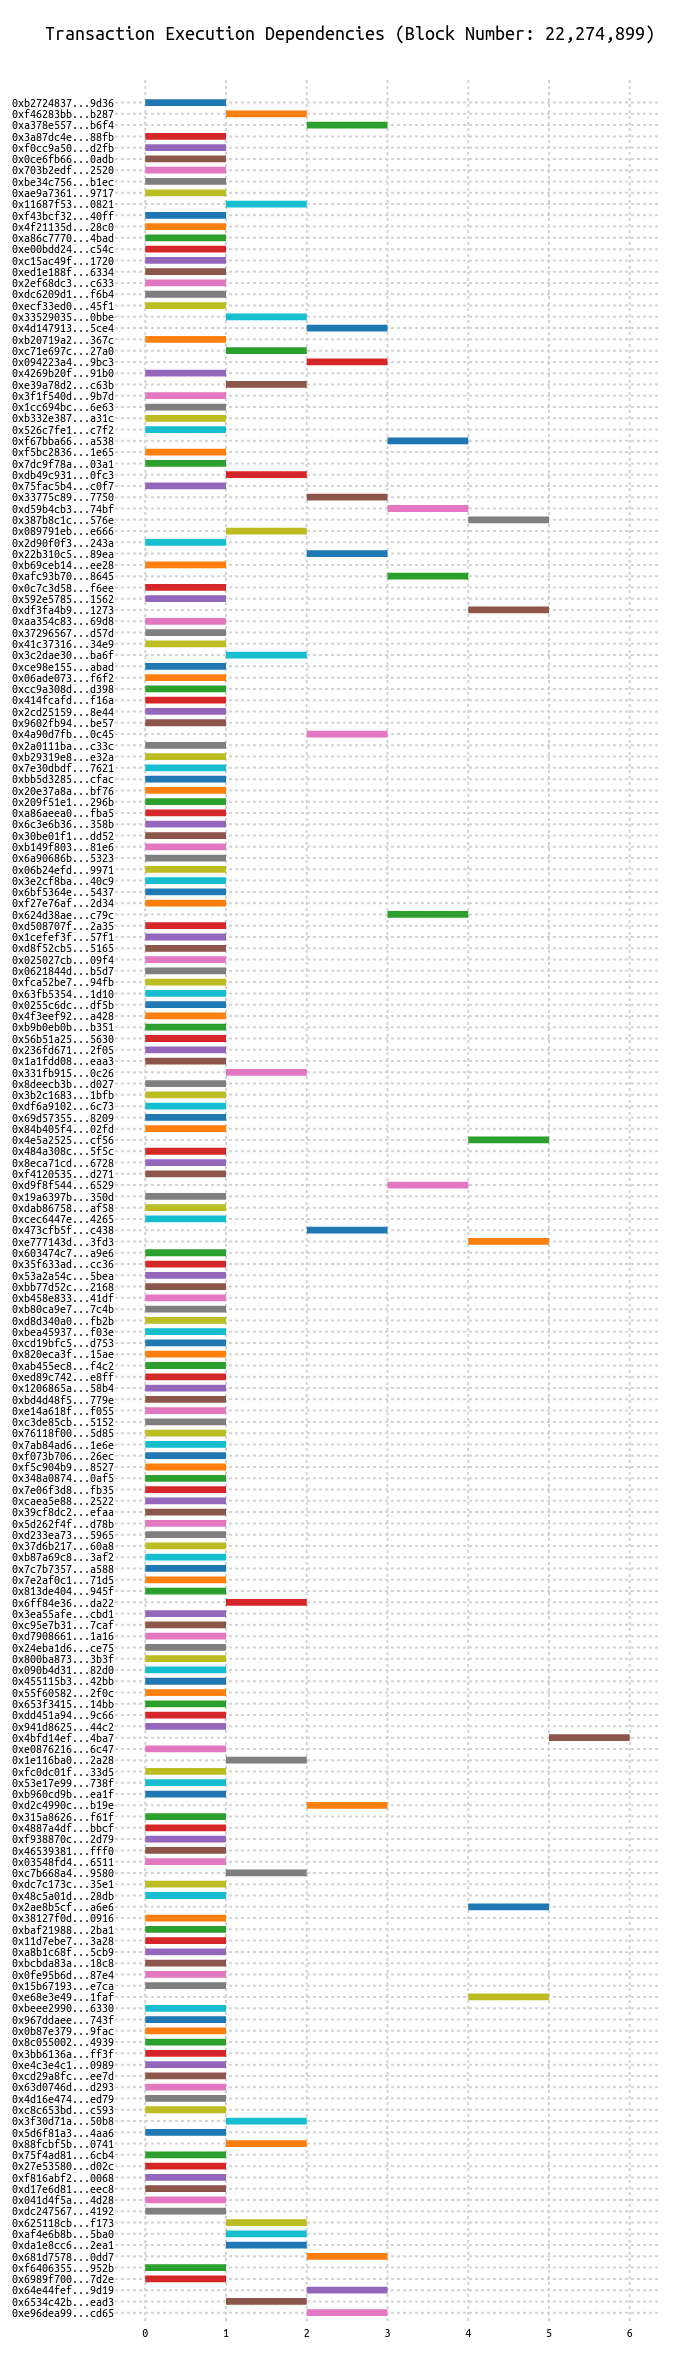 Transaction Execution Dependencies (Block Number: 22,274,899)
0xb2724837...9d36
0xf46283bb...b287
0xa378e557...b6f4
0x3a87dc4e...88fb
0xf0cc9a50...d2fb
0x0ce6fb66...0adb
0x703b2edf...2520
0xbe34c756...b1ec
0xae9a7361...9717
0x11687f53...0821
0xf43bcf32...40ff
0x4f21135d...28c0
0xa86c7770...4bad
0xe00bdd24...c54c
0xc15ac49f...1720
0xed1e188f...6334
0x2ef68dc3...c633
0xdc6209d1...f6b4
0xecf33ed0...45f1
0x33529035...0bbe
0x4d147913...5ce4
0xb20719a2...367c
0xc71e697c...27a0
0x094223a4...9bc3
0x4269b20f...91b0
0xe39a78d2...c63b
0x3f1f540d...9b7d
0x1cc694bc...6e63
0xb332e387...a31c
0x526c7fe1...c7f2
0xf67bba66...a538
0xf5bc2836...1e65
0x7dc9f78a...03a1
0xdb49c931...0fc3
0x75fac5b4...c0f7
0x33775c89...7750
0xd59b4cb3...74bf
0x387b8c1c...576e
0x089791eb...e666
0x2d90f0f3...243a
0x22b310c5...89ea
0xb69ceb14...ee28
0xafc93b70...8645
0x0c7c3d58...f6ee
0x592e5785...1562
0xdf3fa4b9...1273
0xaa354c83...69d8
0x37296567...d57d
0x41c37316...34e9
0x3c2dae30...ba6f
0xce98e155...abad
0x06ade073...f6f2
0xcc9a308d...d398
0x414fcafd...f16a
0x2cd25159...8e44
0x9602fb94...be57
0x4a90d7fb...0c45
0x2a0111ba...c33c
0xb29319e8...e32a
0x7e30dbdf...7621
0xbb5d3285...cfac
0x20e37a8a...bf76
0x209f51e1...296b
0xa86aeea0...fba5
0x6c3e6b36...358b
0x30be01f1...dd52
0xb149f803...81e6
0x6a90686b...5323
0x06b24efd...9971
0x3e2cf8ba...40c9
0x6bf5364e...5437
0xf27e76af...2d34
0x624d38ae...c79c
0xd508707f...2a35
0x1cefef3f...57f1
0xd8f52cb5...5165
0x025027cb...09f4
0x0621844d...b5d7
0xfca52be7...94fb
0x63fb5354...1d10
0x0255c6dc...df5b
0x4f3eef92...a428
0xb9b0eb0b...b351
0x56b51a25...5630
0x236fd671...2f05
0x1a1fdd08...eaa3
0x331fb915...0c26
0x8deecb3b...d027
0x3b2c1683...1bfb
0xdf6a9102...6c73
0x69d57355...8209
0x84b405f4...02fd
0x4e5a2525...cf56
0x484a308c...5f5c
0x8eca71cd...6728
0xf4120535...d271
0xd9f8f544...6529
0x19a6397b...350d
0xdab86758...af58
0xcec6447e...4265
0x473cfb5f...c438
0xe777143d...3fd3
0x603474c7...a9e6
0x35f633ad...cc36
0x53a2a54c...5bea
0xbb77d52c...2168
0xb458e833...41df
0xb80ca9e7...7c4b
0xd8d340a0...fb2b
0xbea45937...f03e
0xcd19bfc5...d753
0x820eca3f...15ae
0xab455ec8...f4c2
0xed89c742...e8ff
0x1206865a...58b4
0xbd4d48f5...779e
0xe14a618f...f055
0xc3de85cb...5152
0x76118f00...5d85
0x7ab84ad6...1e6e
0xf073b706...26ec
0xf5c904b9...8527
0x348a0874...0af5
0x7e06f3d8...fb35
0xcaea5e88...2522
0x39cf8dc2...efaa
0x5d262f4f...d78b
0xd233ea73...5965
0x37d6b217...60a8
0xb87a69c8...3af2
0x7c7b7357...a588
0x7e2af0c1...71d5
0x813de404...945f
0x6ff84e36...da22
0x3ea55afe...cbd1
0xc95e7b31...7caf
0xd7908661...1a16
0x24eba1d6...ce75
0x800ba873...3b3f
0x090b4d31...82d0
0x455115b3...42bb
0x55f60582...2f0c
0x653f3415...14bb
0xdd451a94...9c66
0x941d8625...44c2
0x4bfd14ef...4ba7
0xe0876216...6c47
0x1e116ba0...2a28
0xfc0dc01f...33d5
0x53e17e99...738f
0xb960cd9b...ea1f
0xd2c4990c...b19e
0x315a8626...f61f
0x4887a4df...bbcf
0xf938870c...2d79
0x46539381...fff0
0x03548fd4...6511
0xc7b668a4...9580
0xdc7c173c...35e1
0x48c5a01d...28db
0x2ae8b5cf...a6e6
0x38127f0d...0916
0xbaf21988...2ba1
0x11d7ebe7...3a28
0xa8b1c68f...5cb9
0xbcbda83a...18c8
0x0fe95b6d...87e4
0x15b67193...e7ca
0xe68e3e49...1faf
0xbeee2990...6330
0x967ddaee...743f
0x0b87e379...9fac
0x8c055002...4939
0x3bb6136a...ff3f
0xe4c3e4c1...0989
0xcd29a8fc...ee7d
0x63d0746d...d293
0x4d16e474...ed79
0xc8c653bd...c593
0x3f30d71a...50b8
0x5d6f81a3...4aa6
0x88fcbf5b...0741
0x75f4ad81...6cb4
0x27e53580...d02c
0xf816abf2...0068
0xd17e6d81...eec8
0x041d4f5a...4d28
0xdc247567...4192
0x625118cb...f173
0xaf4e6b8b...5ba0
0xda1e8cc6...2ea1
0x681d7578...0dd7
0xf6406355...952b
0x6989f700...7d2e
0x64e44fef...9d19
0x6534c42b...ead3
0xe96dea99...cd65
0 1 2 3 4 5 6